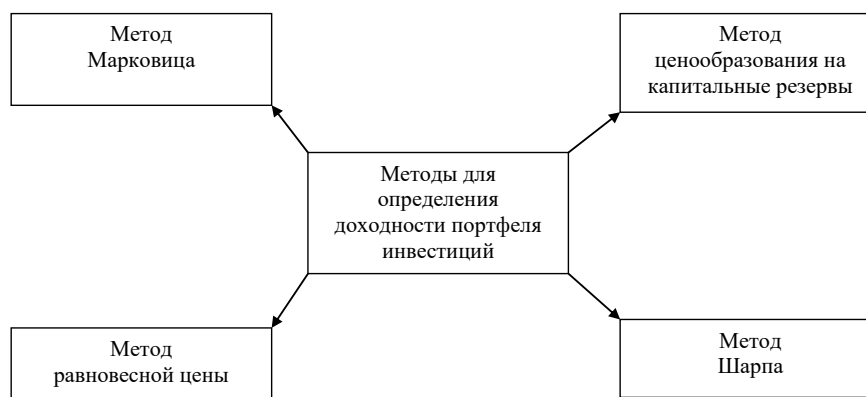 Метод
Марковица
Метод
ценообразования на
капитальные резервы
Методы для
определения
доходности портфеля
инвестиций
Метод
равновесной цены
Метод
Шарпа